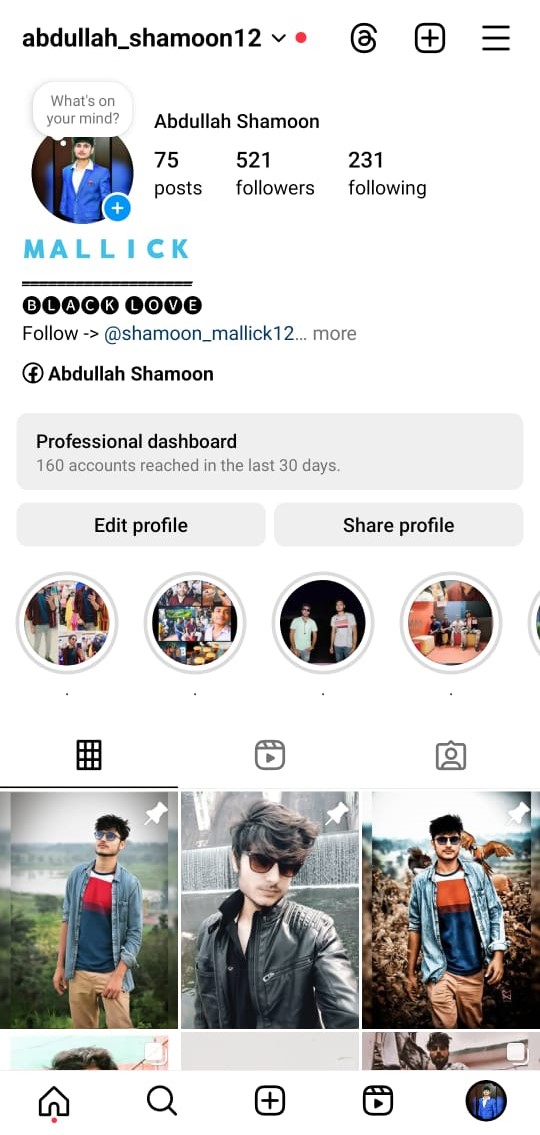 abdullah_shamoon12
What's on
your mind?
Abdullah Shamoon
75 521 231
posts followers following
MALLICK
🅑🅛🅐🅒🅚 🅛🅞🅥🅔
Follow -> @shamoon_mallick12... more
Abdullah Shamoon
Professional dashboard
160 accounts reached in the last 30 days.
Edit profile Share profile
. . . .